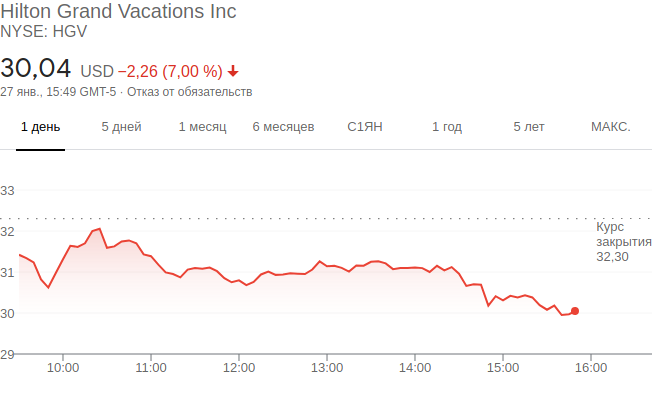 Hilton Grand Vacations Inc
NYSE: HGV
30,04 USD −2,26 (7,00 %)
27 янв., 15:49 GMT-5 · Отказ от обязательств
1 день 5 дней 1 месяц 6 месяцев С1ЯН 1 год 5 лет МАКС.
33
32
31
30
29
Курс
закрытия
32,30
10:00 11:00 12:00 13:00 14:00 15:00 16:00